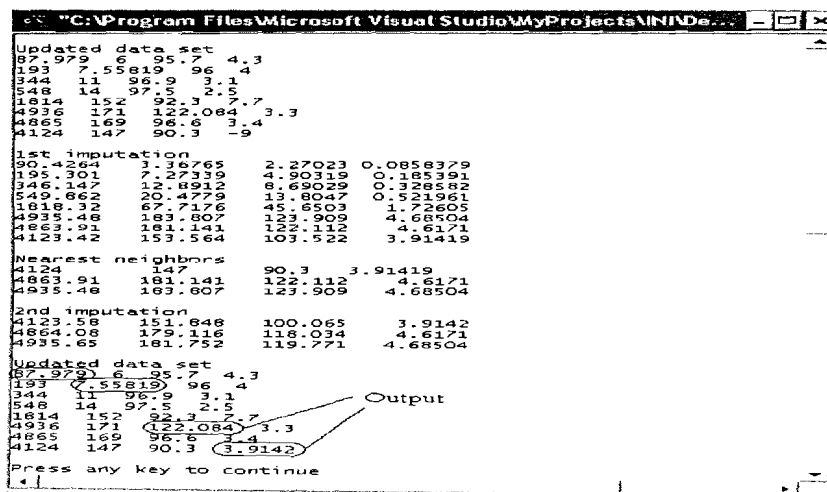 "C:\Program Files\Microsoft Visual Studio\MyProjects\INI\De...
Updated data set
87.979 6 95.7 4.3
193 7.55819 96 4
344 11 96.9 3.1
548 14 97.5 2.5
1814 152 92.3 7.7
4936 171 122.084 3.3
4865 169 96.6 3.4
4124 147 90.3 -9
1st imputation
90.4264 3.36765 2.27023 0.0858379
195.301 7.27339 4.90319 0.185391
346.147 12.8912 8.69029 0.328582
549.862 20.4779 13.8047 0.521961
1818.32 67.7176 45.6503 1.72605
4935.48 183.807 123.909 4.68504
4863.91 181.141 122.112 4.6171
4123.42 153.564 103.522 3.91419
Nearest neighbors
4124 147 90.3 3.91419
4863.91 181.141 122.112 4.6171
4935.48 183.807 123.909 4.68504
2nd imputation
4123.58 151.848 100.065 3.9142
4864.08 179.116 118.034 4.6171
4935.65 181.752 119.771 4.68504
Updated data set
87.979 6 95.7 4.3
193 7.55819 96 4
344 11 96.9 3.1
548 14 97.5 2.5
1814 152 92.3 7.7
4936 171 122.084 3.3
4865 169 96.6 3.4
4124 147 90.3 3.9142
Output
Press any key to continue